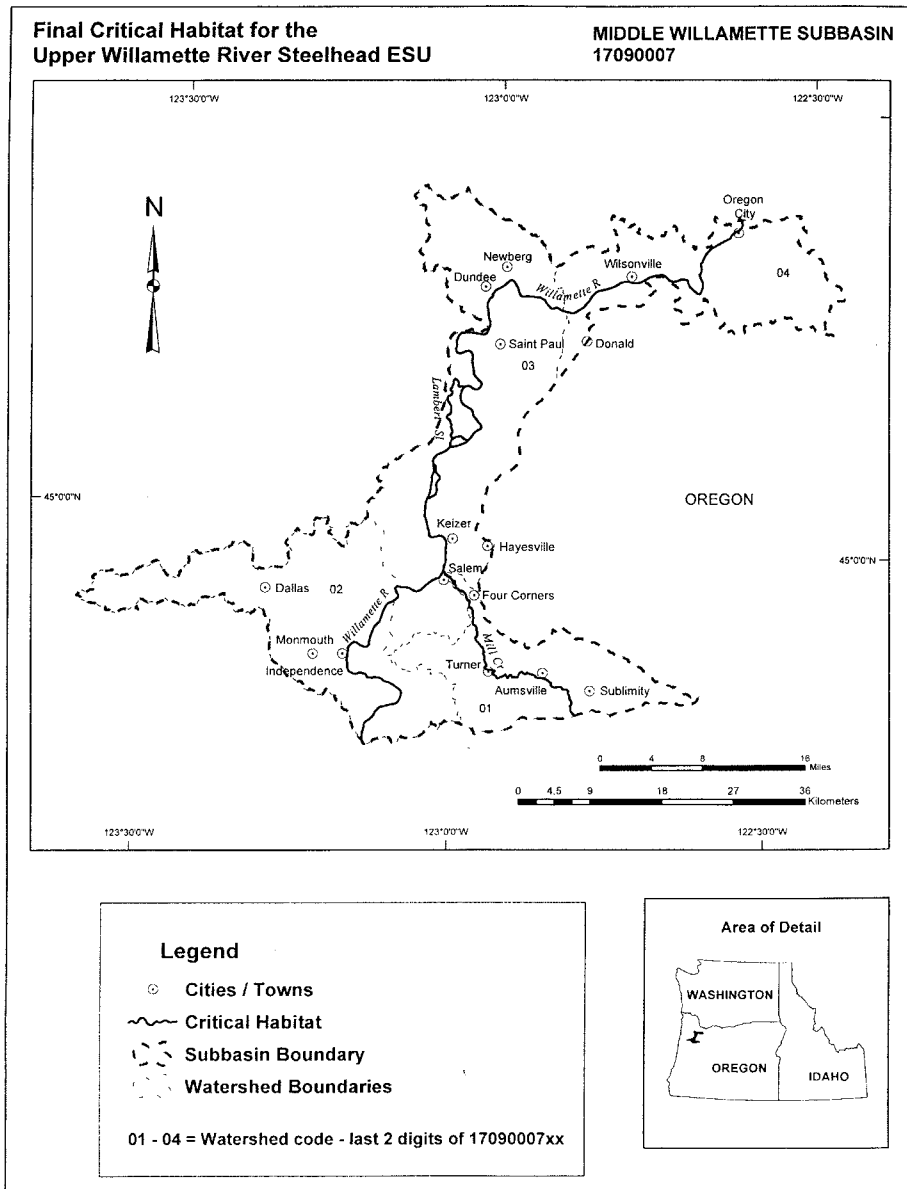 Final Critical Habitat for the
Upper Willamette River Steelhead ESU
MIDDLE WILLAMETTE SUBBASIN
17090007
123°30'0"W
123°0'0"W
122°30'0"W
N
Oregon
City
04
Newberg
Wilsonville
Dundee
Willamette R
Saint Paul
Donald
03
Lambert Sl
45°0'0"N
OREGON
Keizer
Hayesville
45°0'0"N
Salem
Dallas
02
Four Corners
Willamette R
Mill Cr
Monmouth
Independence
Turner
Aumsville
Sublimity
01
0 4 8 16
Miles
0 4.5 9 18 27 36
Kilometers
123°30'0"W
123°0'0"W
122°30'0"W
Legend
Cities / Towns
Critical Habitat
Subbasin Boundary
Watershed Boundaries
01 - 04 = Watershed code - last 2 digits of 17090007xx
Area of Detail
WASHINGTON
OREGON
IDAHO